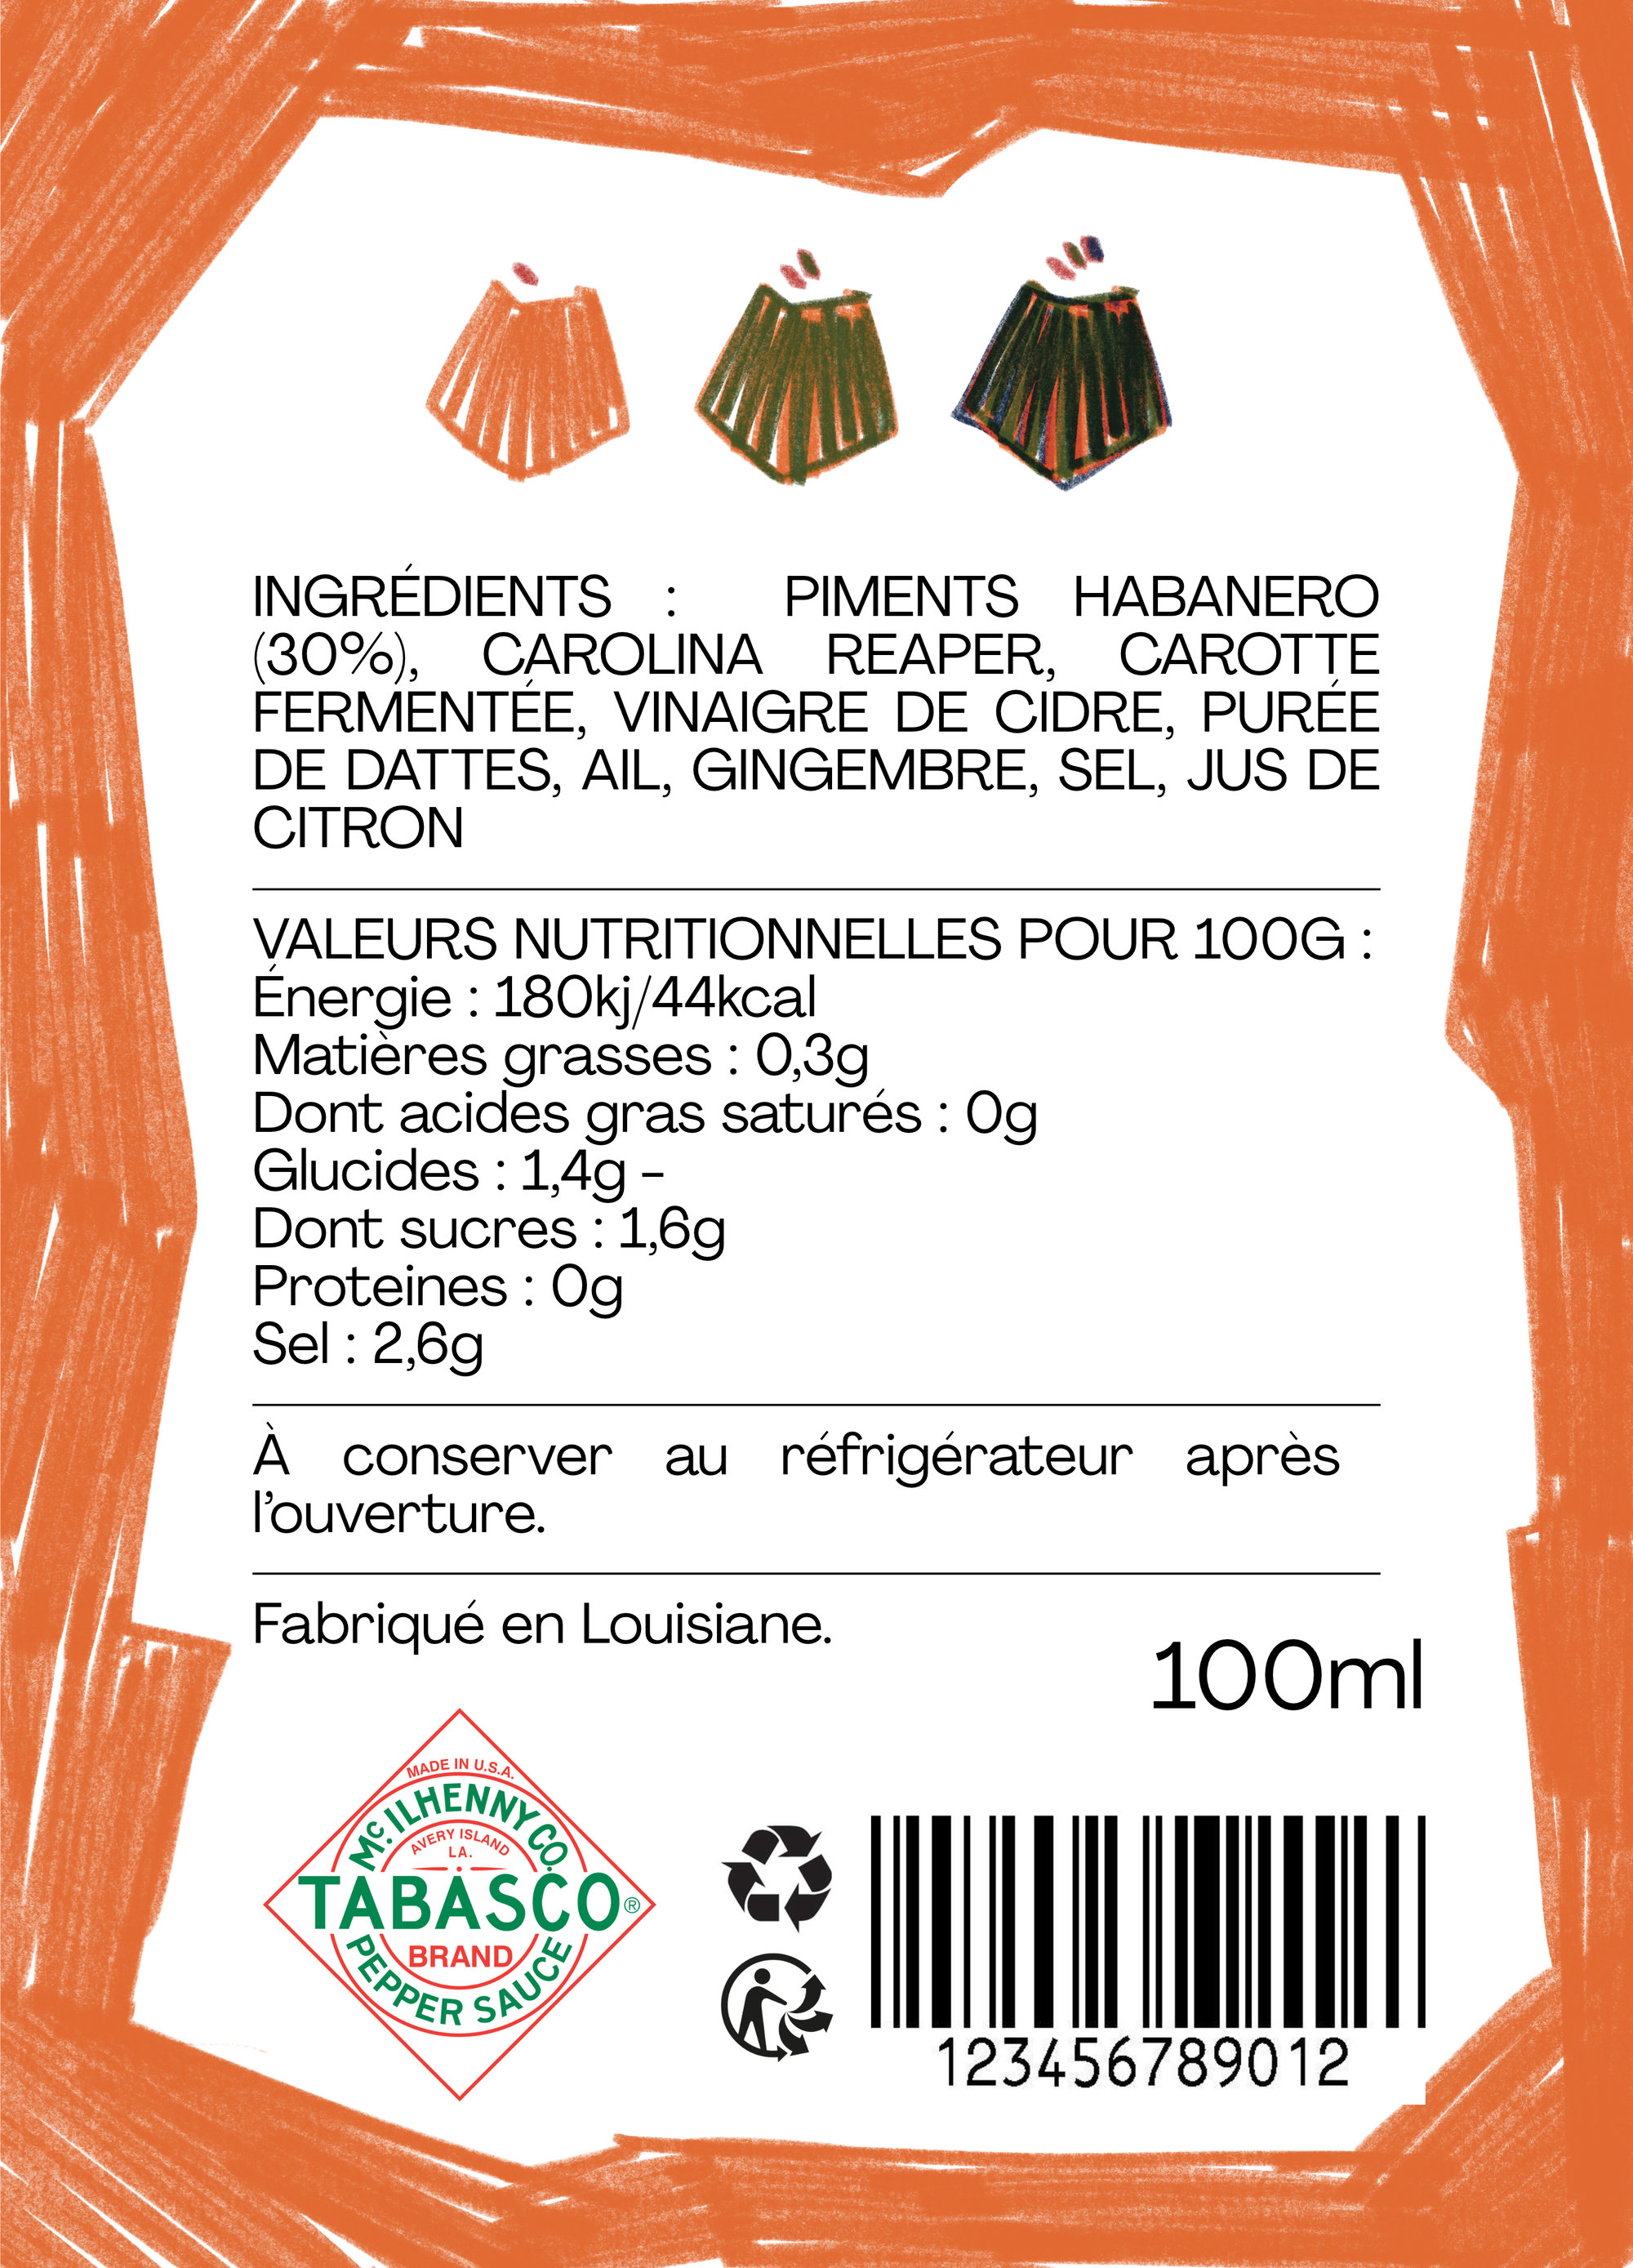 INGRÉDIENTS : PIMENTS HABANERO
(30%), CAROLINA REAPER, CAROTTE
FERMENTÉE, VINAIGRE DE CIDRE, PURÉE
DE DATTES, AIL, GINGEMBRE, SEL, JUS DE
CITRON
VALEURS NUTRITIONNELLES POUR 100G :
Énergie : 180kj/44kcal
Matières grasses : 0,3g
Dont acides gras saturés : 0g
Glucides : 1,4g -
Dont sucres : 1,6g
Proteines : 0g
Sel : 2,6g
À conserver au réfrigérateur après
l'ouverture.
Fabriqué en Louisiane.
100ml
MADE IN U.S.A.
Mc. ILHENNY CO.
AVERY ISLAND
LA.
TABASCO®
BRAND
PEPPER SAUCE
123456789012